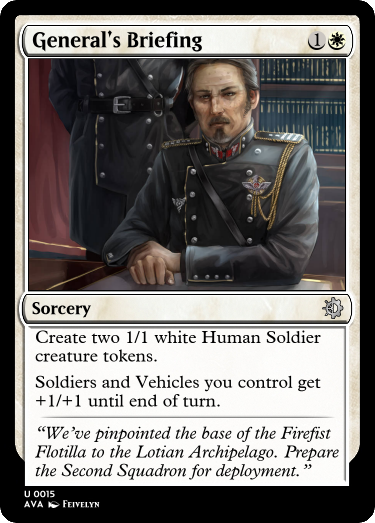 General's Briefing 1
Sorcery
Create two 1/1 white Human Soldier
creature tokens.
Soldiers and Vehicles you control get
+1/+1 until end of turn.
“We've pinpointed the base of the Firefist
Flotilla to the Lotian Archipelago. Prepare
the Second Squadron for deployment.”
U 0015
AVA Feivelyn